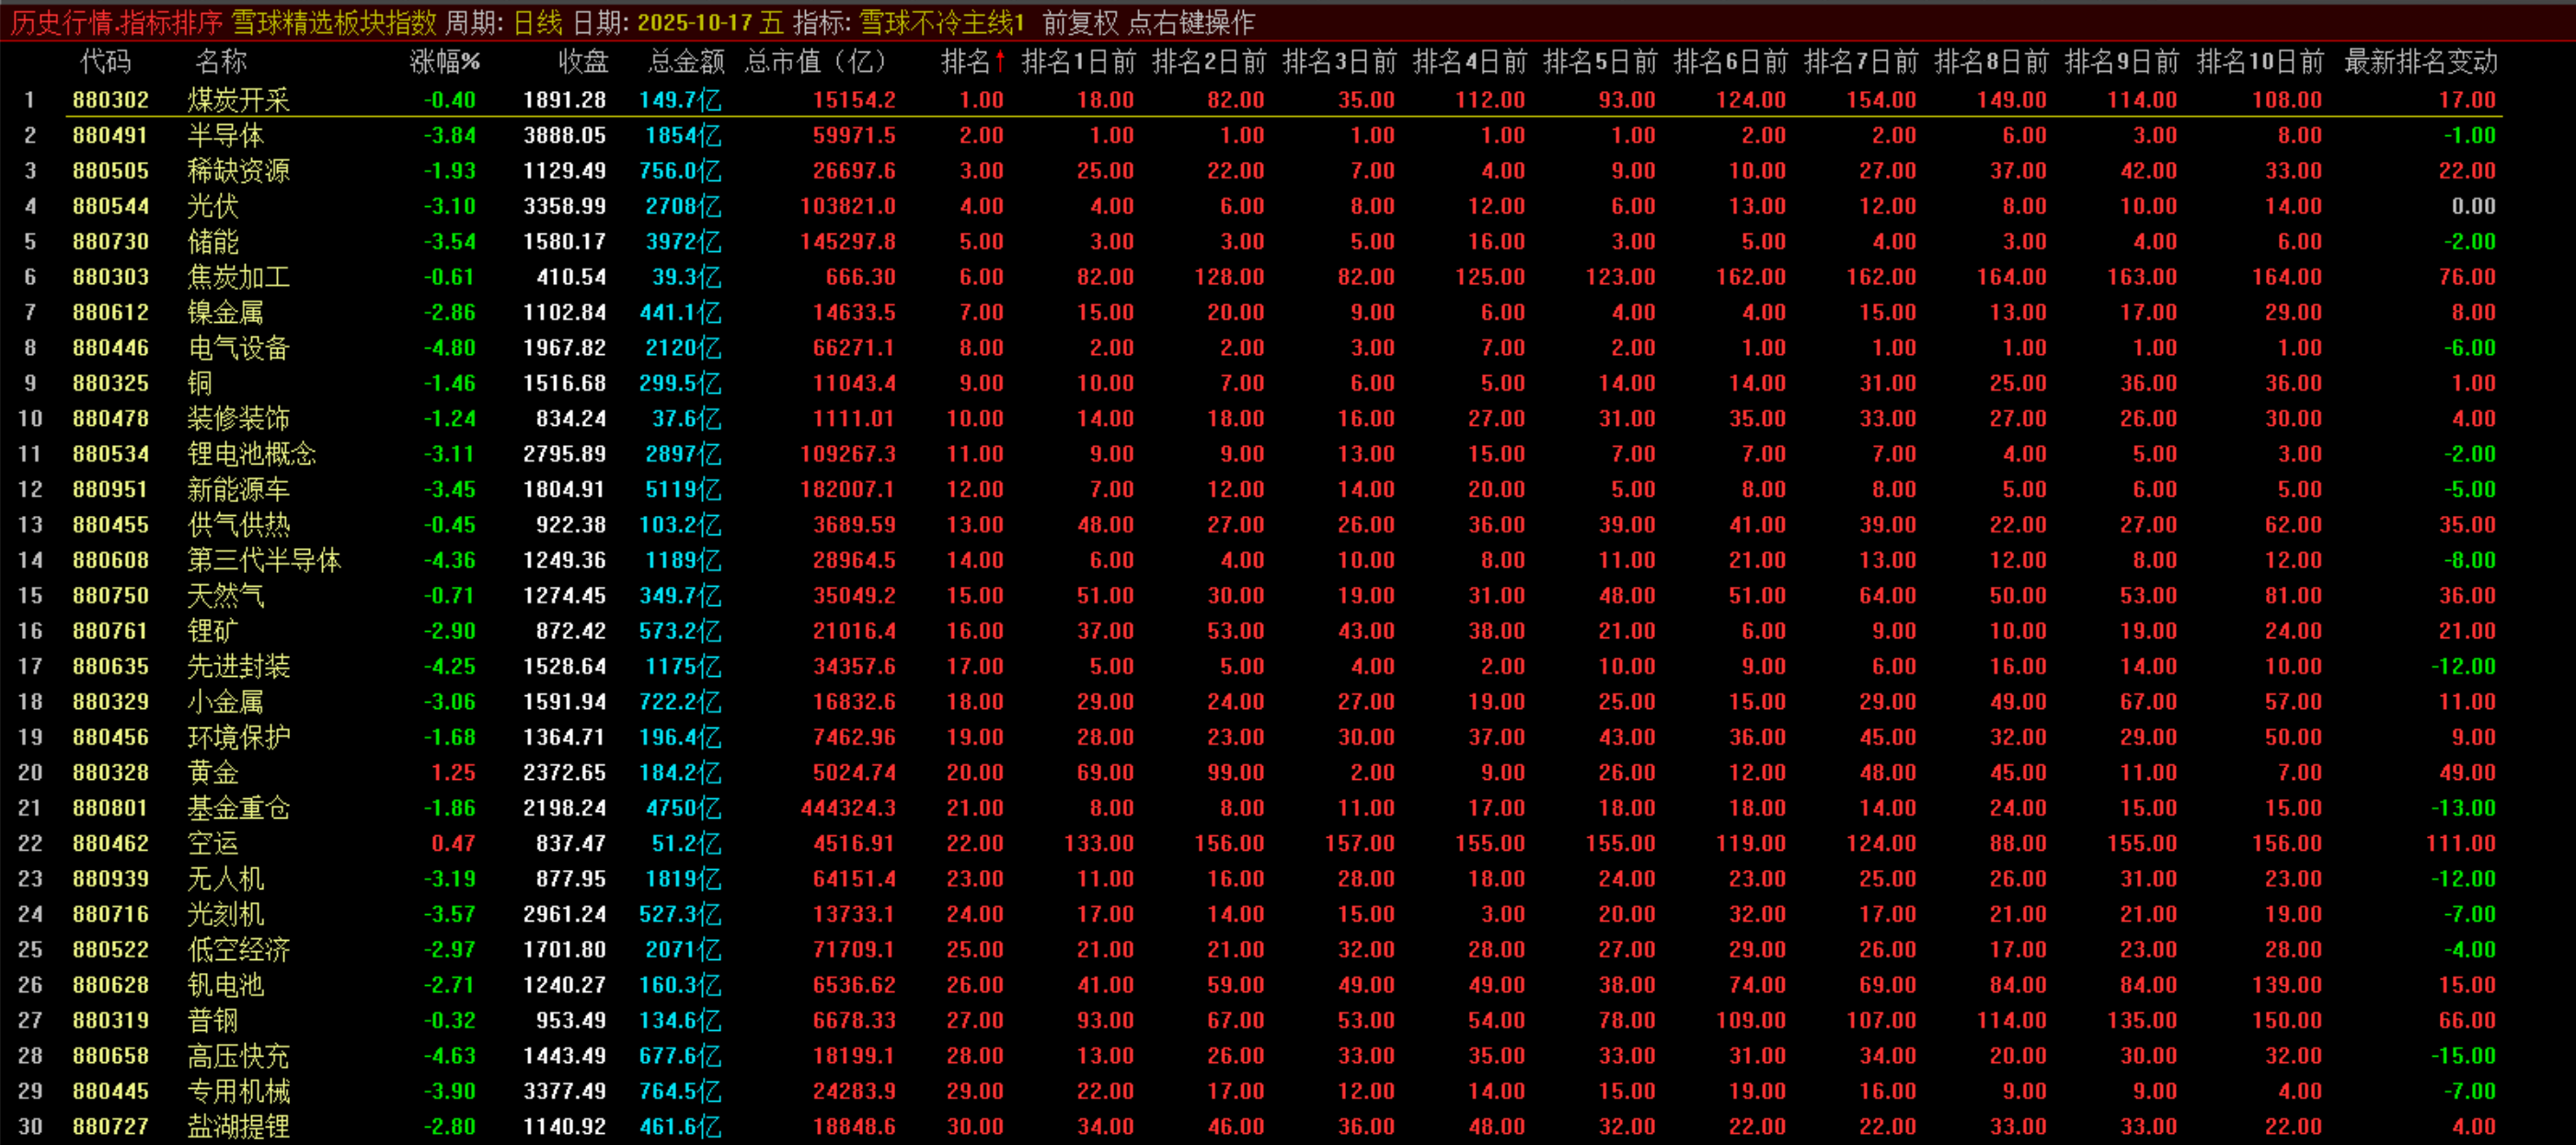 历史行情.指标排序 雪球精选板块指数 周期: 日线 日期: 2025-10-17 五 指标: 雪球不冷主线1 前复权 点右键操作
代码 名称 涨幅% 收盘 总金额 总市值（亿） 排名↑ 排名1日前 排名2日前 排名3日前 排名4日前 排名5日前 排名6日前 排名7日前 排名8日前 排名9日前 排名10日前 最新排名变动
1 880302 煤炭开采 -0.40 1891.28 149.7亿 15154.2 1.00 18.00 82.00 35.00 112.00 93.00 124.00 154.00 149.00 114.00 108.00 17.00
2 880491 半导体 -3.84 3888.05 1854亿 59971.5 2.00 1.00 1.00 1.00 1.00 1.00 2.00 2.00 6.00 3.00 8.00 -1.00
3 880505 稀缺资源 -1.93 1129.49 756.0亿 26697.6 3.00 25.00 22.00 7.00 4.00 9.00 10.00 27.00 37.00 42.00 33.00 22.00
4 880544 光伏 -3.10 3358.99 2708亿 103821.0 4.00 4.00 6.00 8.00 12.00 6.00 13.00 12.00 8.00 10.00 14.00 0.00
5 880730 储能 -3.54 1580.17 3972亿 145297.8 5.00 3.00 3.00 5.00 16.00 3.00 5.00 4.00 3.00 4.00 6.00 -2.00
6 880303 焦炭加工 -0.61 410.54 39.3亿 666.30 6.00 82.00 128.00 82.00 125.00 123.00 162.00 162.00 164.00 163.00 164.00 76.00
7 880612 镍金属 -2.86 1102.84 441.1亿 14633.5 7.00 15.00 20.00 9.00 6.00 4.00 4.00 15.00 13.00 17.00 29.00 8.00
8 880446 电气设备 -4.80 1967.82 2120亿 66271.1 8.00 2.00 2.00 3.00 7.00 2.00 1.00 1.00 1.00 1.00 1.00 -6.00
9 880325 铜 -1.46 1516.68 299.5亿 11043.4 9.00 10.00 7.00 6.00 5.00 14.00 14.00 31.00 25.00 36.00 36.00 1.00
10 880478 装修装饰 -1.24 834.24 37.6亿 1111.01 10.00 14.00 18.00 16.00 27.00 31.00 35.00 33.00 27.00 26.00 30.00 4.00
11 880534 锂电池概念 -3.11 2795.89 2897亿 109267.3 11.00 9.00 9.00 13.00 15.00 7.00 7.00 7.00 4.00 5.00 3.00 -2.00
12 880951 新能源车 -3.45 1804.91 5119亿 182007.1 12.00 7.00 12.00 14.00 20.00 5.00 8.00 8.00 5.00 6.00 5.00 -5.00
13 880455 供气供热 -0.45 922.38 103.2亿 3689.59 13.00 48.00 27.00 26.00 36.00 39.00 41.00 39.00 22.00 27.00 62.00 35.00
14 880608 第三代半导体 -4.36 1249.36 1189亿 28964.5 14.00 6.00 4.00 10.00 8.00 11.00 21.00 13.00 12.00 8.00 12.00 -8.00
15 880750 天然气 -0.71 1274.45 349.7亿 35049.2 15.00 51.00 30.00 19.00 31.00 48.00 51.00 64.00 50.00 53.00 81.00 36.00
16 880761 锂矿 -2.90 872.42 573.2亿 21016.4 16.00 37.00 53.00 43.00 38.00 21.00 6.00 9.00 10.00 19.00 24.00 21.00
17 880635 先进封装 -4.25 1528.64 1175亿 34357.6 17.00 5.00 5.00 4.00 2.00 10.00 9.00 6.00 16.00 14.00 10.00 -12.00
18 880329 小金属 -3.06 1591.94 722.2亿 16832.6 18.00 29.00 24.00 27.00 19.00 25.00 15.00 29.00 49.00 67.00 57.00 11.00
19 880456 环境保护 -1.68 1364.71 196.4亿 7462.96 19.00 28.00 23.00 30.00 37.00 43.00 36.00 45.00 32.00 29.00 50.00 9.00
20 880328 黄金 1.25 2372.65 184.2亿 5024.74 20.00 69.00 99.00 2.00 9.00 26.00 12.00 48.00 45.00 11.00 7.00 49.00
21 880801 基金重仓 -1.86 2198.24 4750亿 444324.3 21.00 8.00 8.00 11.00 17.00 18.00 18.00 14.00 24.00 15.00 15.00 -13.00
22 880462 空运 0.47 837.47 51.2亿 4516.91 22.00 133.00 156.00 157.00 155.00 155.00 119.00 124.00 88.00 155.00 156.00 111.00
23 880939 无人机 -3.19 877.95 1819亿 64151.4 23.00 11.00 16.00 28.00 18.00 24.00 23.00 25.00 26.00 31.00 23.00 -12.00
24 880716 光刻机 -3.57 2961.24 527.3亿 13733.1 24.00 17.00 14.00 15.00 3.00 20.00 32.00 17.00 21.00 21.00 19.00 -7.00
25 880522 低空经济 -2.97 1701.80 2071亿 71709.1 25.00 21.00 21.00 32.00 28.00 27.00 29.00 26.00 17.00 23.00 28.00 -4.00
26 880628 钒电池 -2.71 1240.27 160.3亿 6536.62 26.00 41.00 59.00 49.00 49.00 38.00 74.00 69.00 84.00 84.00 139.00 15.00
27 880319 普钢 -0.32 953.49 134.6亿 6678.33 27.00 93.00 67.00 53.00 54.00 78.00 109.00 107.00 114.00 135.00 150.00 66.00
28 880658 高压快充 -4.63 1443.49 677.6亿 18199.1 28.00 13.00 26.00 33.00 35.00 33.00 31.00 34.00 20.00 30.00 32.00 -15.00
29 880445 专用机械 -3.90 3377.49 764.5亿 24283.9 29.00 22.00 17.00 12.00 14.00 15.00 19.00 16.00 9.00 9.00 4.00 -7.00
30 880727 盐湖提锂 -2.80 1140.92 461.6亿 18848.6 30.00 34.00 46.00 36.00 48.00 32.00 22.00 22.00 33.00 33.00 22.00 4.00